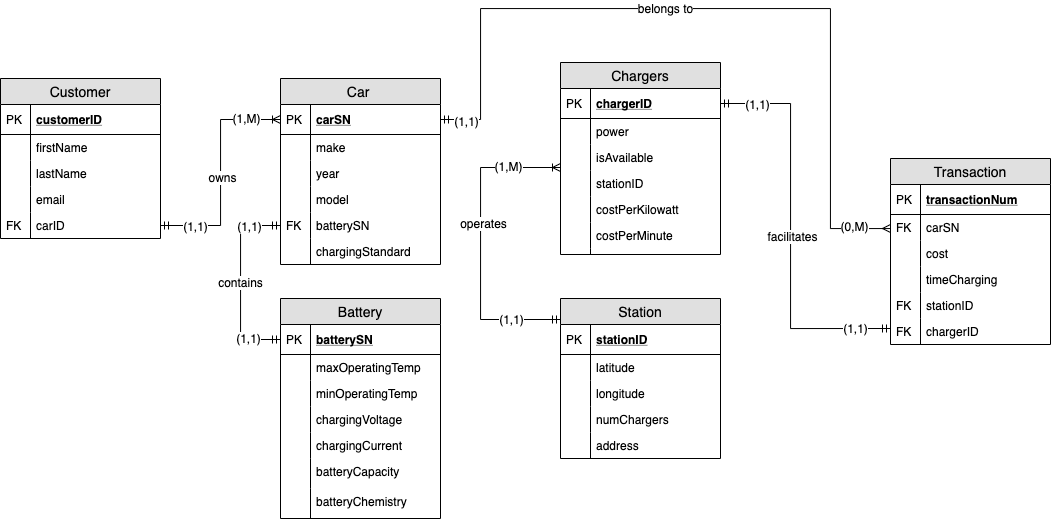 belongs to
Customer
PK customerID
firstName
lastName
email
FK carID
(1,1)
owns
(1,M)
Car
PK carSN
make
year
model
FK batterySN
chargingStandard
(1,1)
(1,1)
contains
(1,1)
Battery
PK batterySN
maxOperatingTemp
minOperatingTemp
chargingVoltage
chargingCurrent
batteryCapacity
batteryChemistry
Chargers
PK chargerID
power
isAvailable
stationID
costPerKilowatt
costPerMinute
(1,M)
operates
(1,1)
Station
PK stationID
latitude
longitude
numChargers
address
(1,1)
facilitates
(1,1)
(0,M)
Transaction
PK transactionNum
FK carSN
cost
timeCharging
FK stationID
FK chargerID